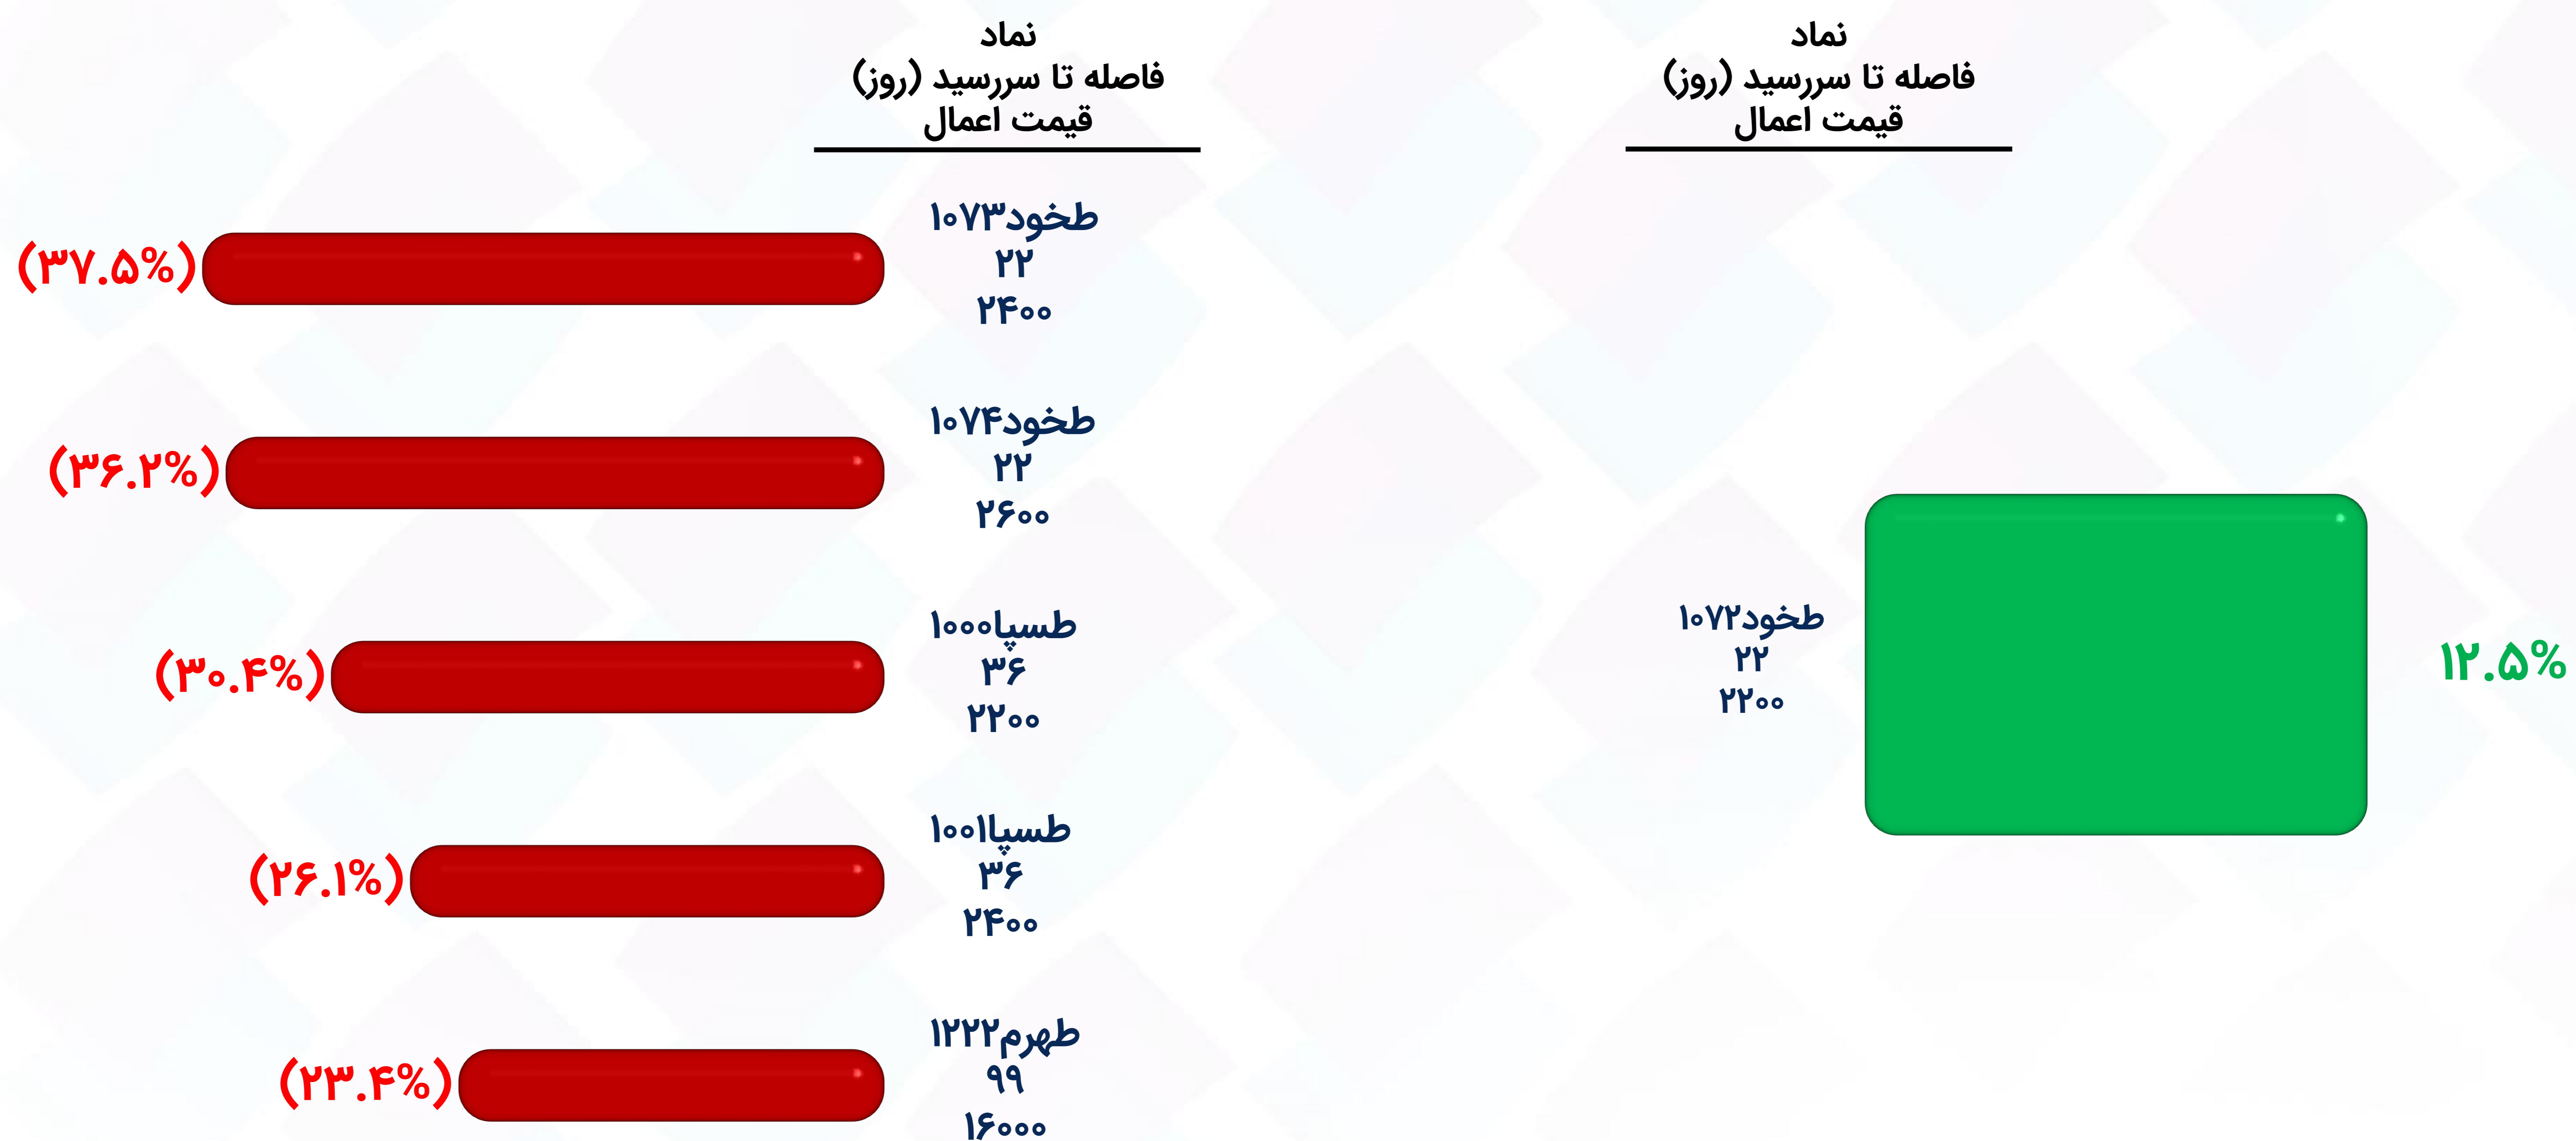 نماد
فاصله تا سررسید (روز)
قیمت اعمال
طخود۱۰۷۲
۲۲
۲۲۰۰
۱۲.۵%
نماد
فاصله تا سررسید (روز)
قیمت اعمال
طخود۱۰۷۳
۲۲
۲۴۰۰
(۳۷.۵%)
طخود۱۰۷۴
۲۲
۲۶۰۰
(۳۶.۲%)
طسپا۱۰۰۰
۳۶
۲۲۰۰
(۳۰.۴%)
طسپا۱۰۰۱
۳۶
۲۴۰۰
(۲۶.۱%)
طهرم۱۲۲۲
۹۹
۱۶۰۰۰
(۲۳.۴%)